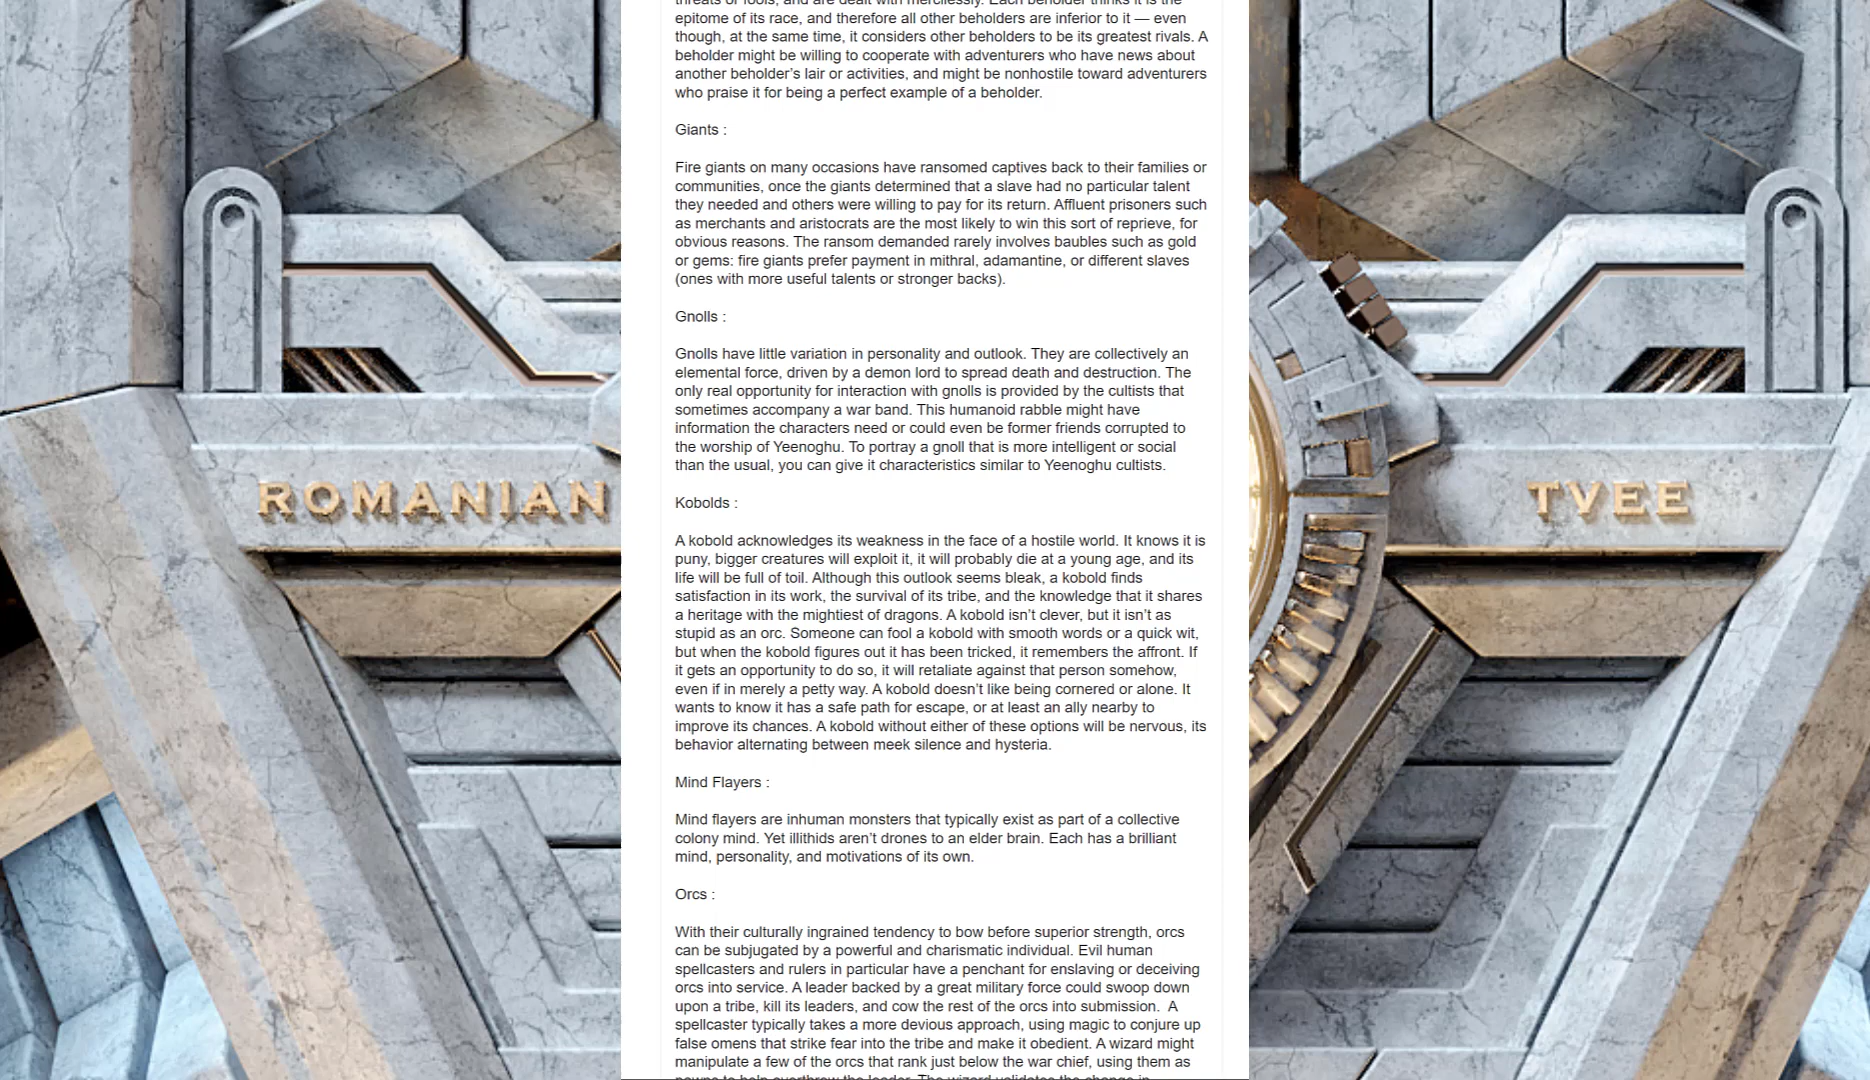 threats or fools, and are dealt with mercilessly. Each beholder thinks it is the
epitome of its race, and therefore all other beholders are inferior to it — even
though, at the same time, it considers other beholders to be its greatest rivals. A
beholder might be willing to cooperate with adventurers who have news about
another beholder’s lair or activities, and might be nonhostile toward adventurers
who praise it for being a perfect example of a beholder.
Giants :
Fire giants on many occasions have ransomed captives back to their families or
communities, once the giants determined that a slave had no particular talent
they needed and others were willing to pay for its return. Affluent prisoners such
as merchants and aristocrats are the most likely to win this sort of reprieve, for
obvious reasons. The ransom demanded rarely involves baubles such as gold
or gems: fire giants prefer payment in mithral, adamantine, or different slaves
(ones with more useful talents or stronger backs).
Gnolls :
Gnolls have little variation in personality and outlook. They are collectively an
elemental force, driven by a demon lord to spread death and destruction. The
only real opportunity for interaction with gnolls is provided by the cultists that
sometimes accompany a war band. This humanoid rabble might have
information the characters need or could even be former friends corrupted to
the worship of Yeenoghu. To portray a gnoll that is more intelligent or social
than the usual, you can give it characteristics similar to Yeenoghu cultists.
Kobolds :
A kobold acknowledges its weakness in the face of a hostile world. It knows it is
puny, bigger creatures will exploit it, it will probably die at a young age, and its
life will be full of toil. Although this outlook seems bleak, a kobold finds
satisfaction in its work, the survival of its tribe, and the knowledge that it shares
a heritage with the mightiest of dragons. A kobold isn’t clever, but it isn’t as
stupid as an orc. Someone can fool a kobold with smooth words or a quick wit,
but when the kobold figures out it has been tricked, it remembers the affront. If
it gets an opportunity to do so, it will retaliate against that person somehow,
even if in merely a petty way. A kobold doesn’t like being cornered or alone. It
wants to know it has a safe path for escape, or at least an ally nearby to
improve its chances. A kobold without either of these options will be nervous, its
behavior alternating between meek silence and hysteria.
Mind Flayers :
Mind flayers are inhuman monsters that typically exist as part of a collective
colony mind. Yet illithids aren’t drones to an elder brain. Each has a brilliant
mind, personality, and motivations of its own.
Orcs :
With their culturally ingrained tendency to bow before superior strength, orcs
can be subjugated by a powerful and charismatic individual. Evil human
spellcasters and rulers in particular have a penchant for enslaving or deceiving
orcs into service. A leader backed by a great military force could swoop down
upon a tribe, kill its leaders, and cow the rest of the orcs into submission.  A
spellcaster typically takes a more devious approach, using magic to conjure up
false omens that strike fear into the tribe and make it obedient. A wizard might
manipulate a few of the orcs that rank just below the war chief, using them as
pawns to help overthrow the leader. The wizard validates the change in
ROMANIAN
TVEE